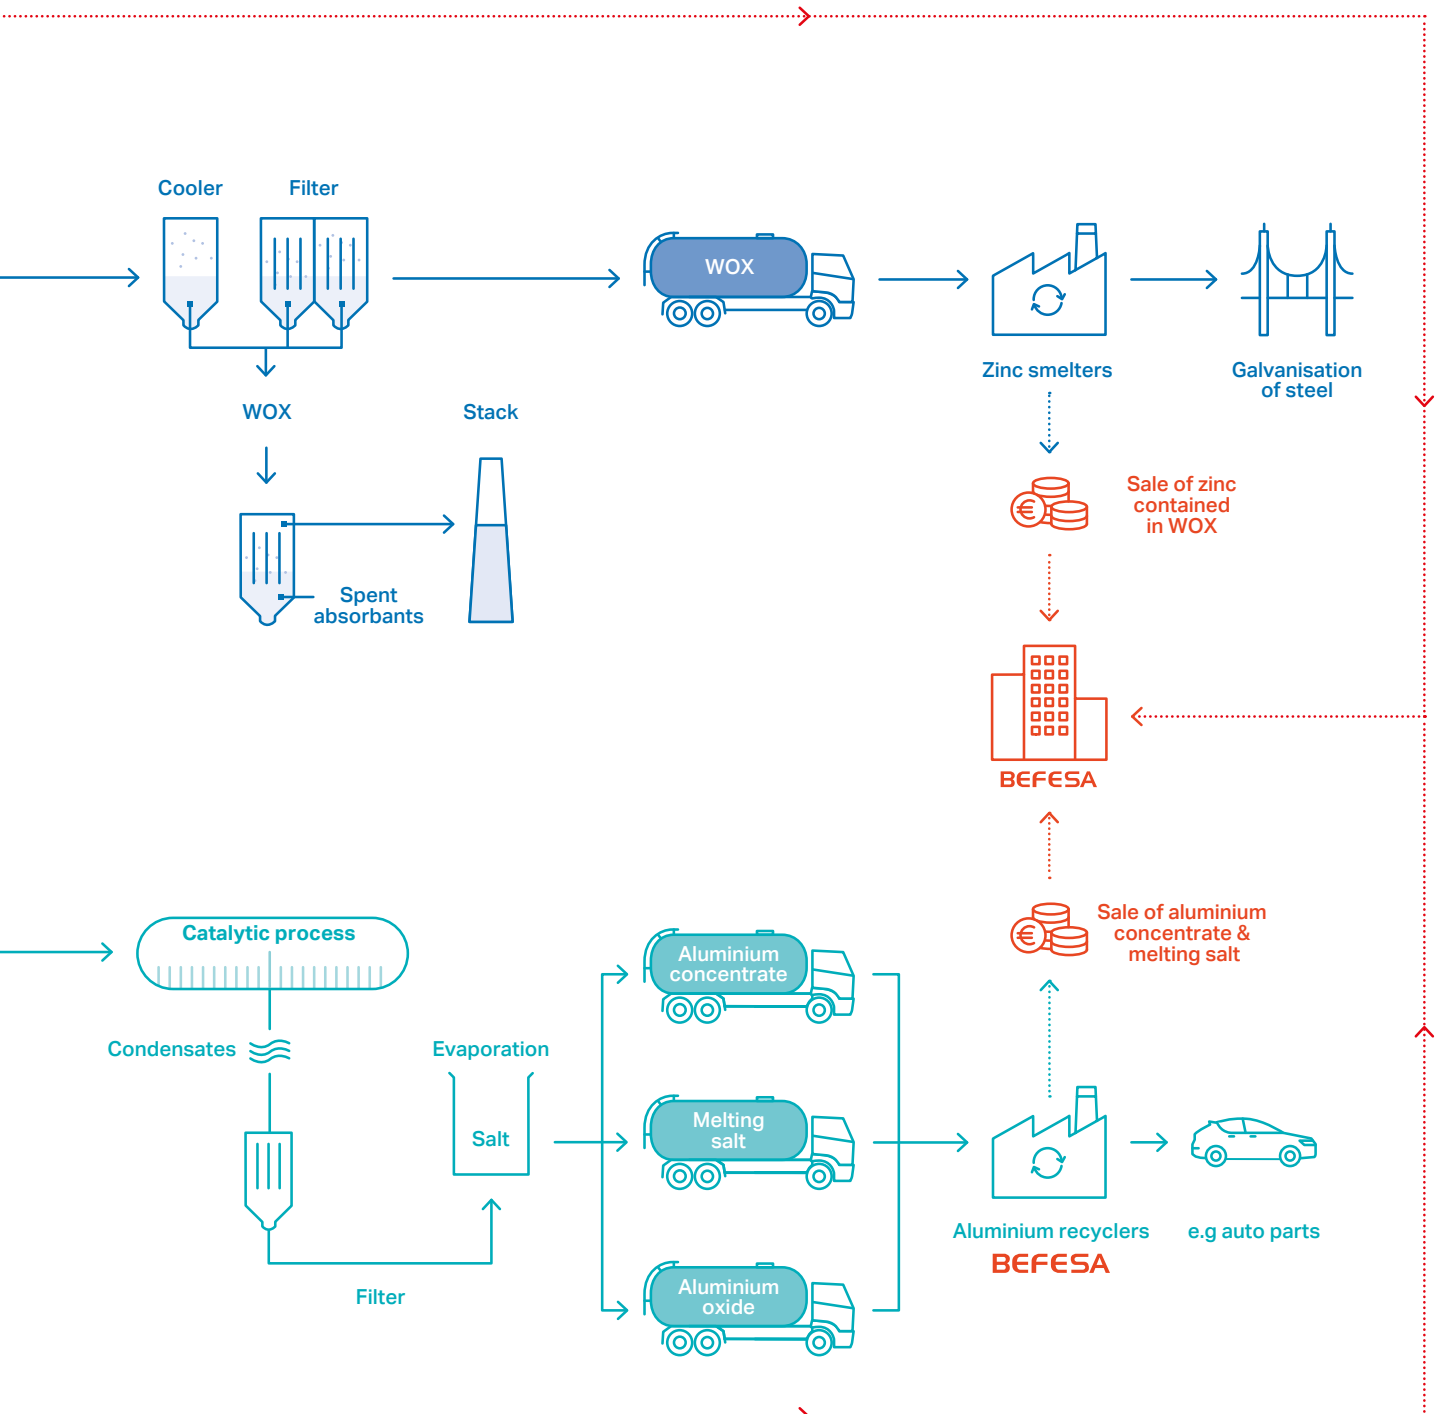 Cooler
Filter
WOX
Zinc smelters
Galvanisation
of steel
WOX
Stack
Sale of zinc
contained
in WOX
€
Spent
absorbants
BEFESA
Catalytic process
Aluminium
concentrate
€
Sale of aluminium
concentrate &
melting salt
Condensates
Evaporation
Salt
Melting
salt
Aluminium recyclers
BEFESA
e.g auto parts
Filter
Aluminium
oxide